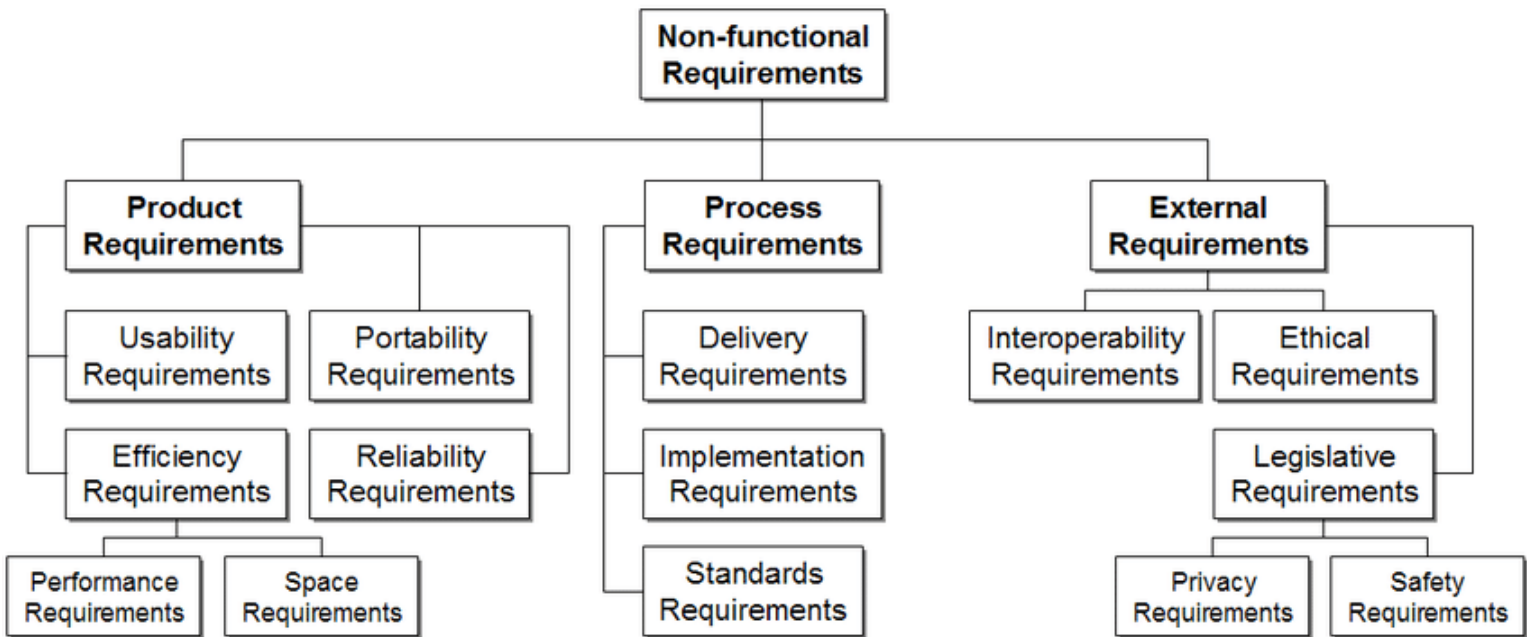 Non-functional
Requirements
Product
Requirements
Process
Requirements
External
Requirements
Usability
Requirements
Portability
Requirements
Delivery
Requirements
Interoperability
Requirements
Ethical
Requirements
Efficiency
Requirements
Reliability
Requirements
Implementation
Requirements
Legislative
Requirements
Performance
Requirements
Space
Requirements
Standards
Requirements
Privacy
Requirements
Safety
Requirements